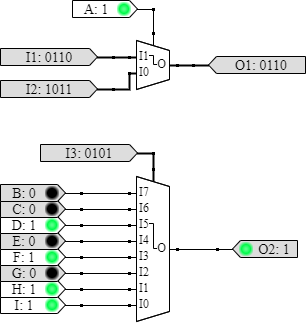 A: 1
I1: 0110
I1
I0
O
O1: 0110
I2: 1011
I3: 0101
B: 0
C: 0
D: 1
E: 0
F: 1
G: 0
H: 1
I: 1
I7
I6
I5
I4
I3
I2
I1
I0
O
O2: 1